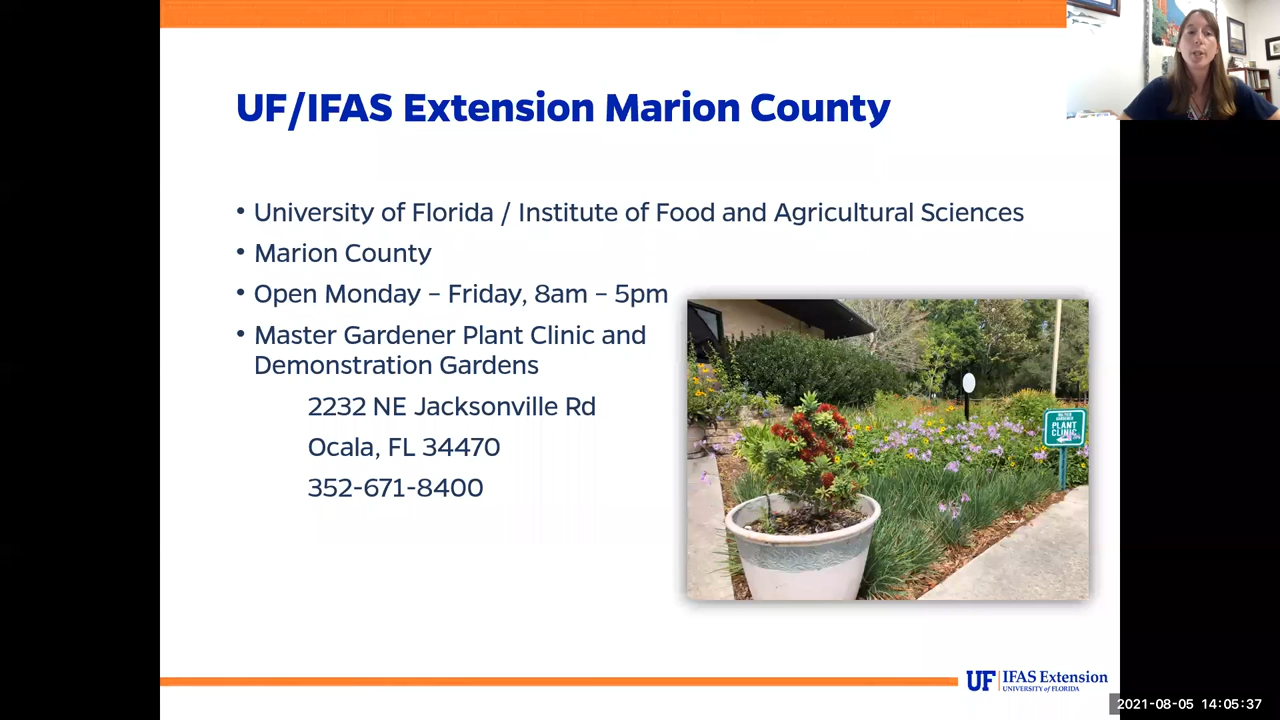 UF/IFAS Extension Marion County
• University of Florida / Institute of Food and Agricultural Sciences
• Marion County
• Open Monday – Friday, 8am – 5pm
• Master Gardener Plant Clinic and
Demonstration Gardens
2232 NE Jacksonville Rd
Ocala, FL 34470
352-671-8400
MASTER
GARDENER
PLANT
CLINIC
UF IFAS Extension
UNIVERSITY of FLORIDA
2021-08-05 14:05:37